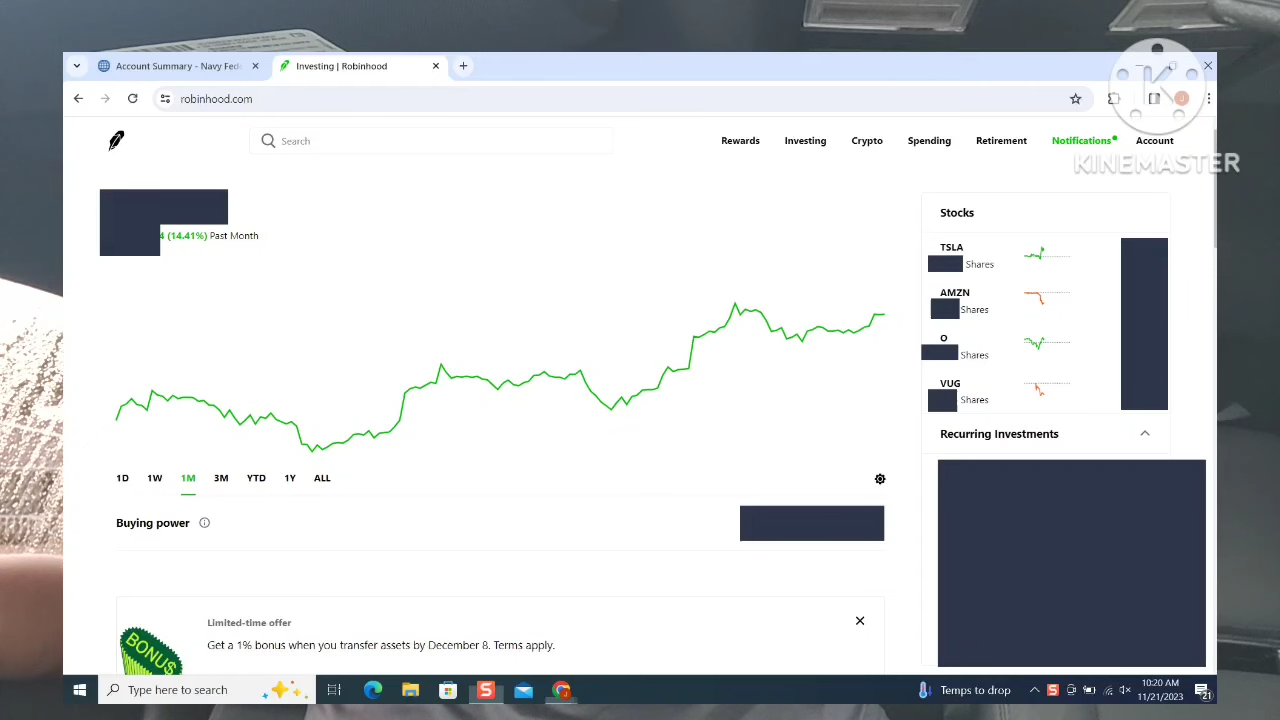 Account Summary - Navy Fede
Investing | Robinhood
robinhood.com
KINEMASTER
Search
Rewards
Investing
Crypto
Spending
Retirement
Notifications
Account
4 (14.41%) Past Month
1D
1W
1M
3M
YTD
1Y
ALL
Buying power
Limited-time offer
Get a 1% bonus when you transfer assets by December 8. Terms apply.
BONUS
Stocks
TSLA
Shares
AMZN
Shares
O
Shares
VUG
Shares
Recurring Investments
Type here to search
Temps to drop
10:20 AM
11/21/2023
21